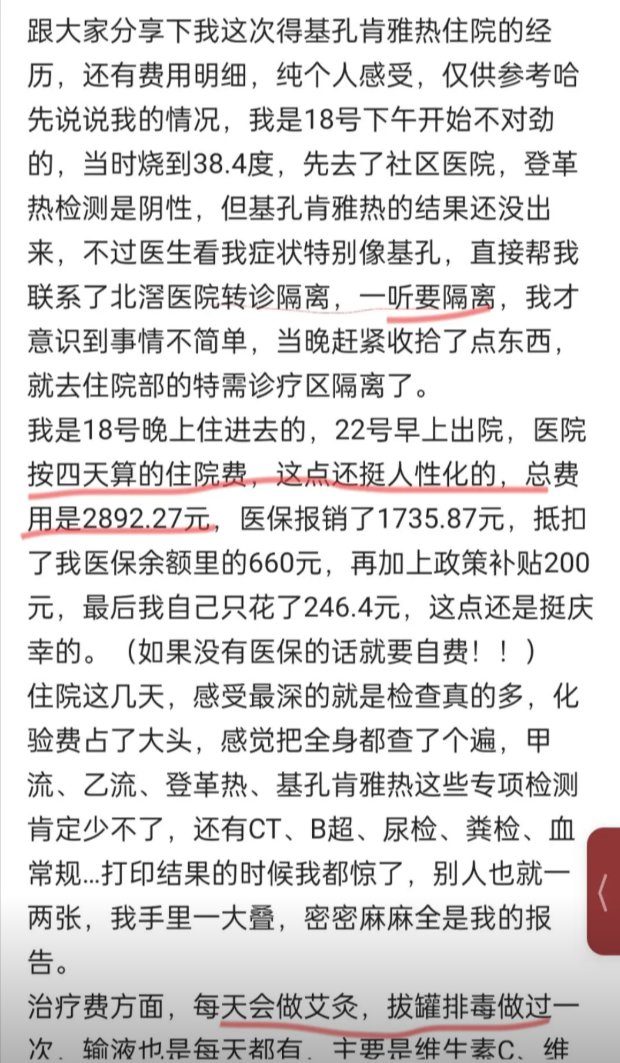 跟大家分享下我这次得基孔肯雅热住院的经
历，还有费用明细，纯个人感受，仅供参考哈
先说说我的情况，我是18号下午开始不对劲
的，当时烧到38.4度，先去了社区医院，登革
热检测是阴性，但基孔肯雅热的结果还没出
来，不过医生看我症状特别像基孔，直接帮我
联系了北滘医院转诊隔离，一听要隔离，我才
意识到事情不简单，当晚赶紧收拾了点东西，
就去住院部的特需诊疗区隔离了。
我是18号晚上住进去的，22号早上出院，医院
按四天算的住院费，这点还挺人性化的，总费
用是2892.27元，医保报销了1735.87元，抵扣
了我医保余额里的660元，再加上政策补贴200
元，最后我自己只花了246.4元，这点还是挺庆
幸的。（如果没有医保的话就要自费！！）
住院这几天，感受最深的就是检查真的多，化
验费占了大头，感觉把全身都查了个遍，甲
流、乙流、登革热、基孔肯雅热这些专项检测
肯定少不了，还有CT、B超、尿检、粪检、血
常规...打印结果的时候我都惊了，别人也就一
两张，我手里一大叠，密密麻麻全是我的报
告。
治疗费方面，每天会做艾灸，拔罐排毒做过一
次，输液也是每天都有，主要是维生素C、维